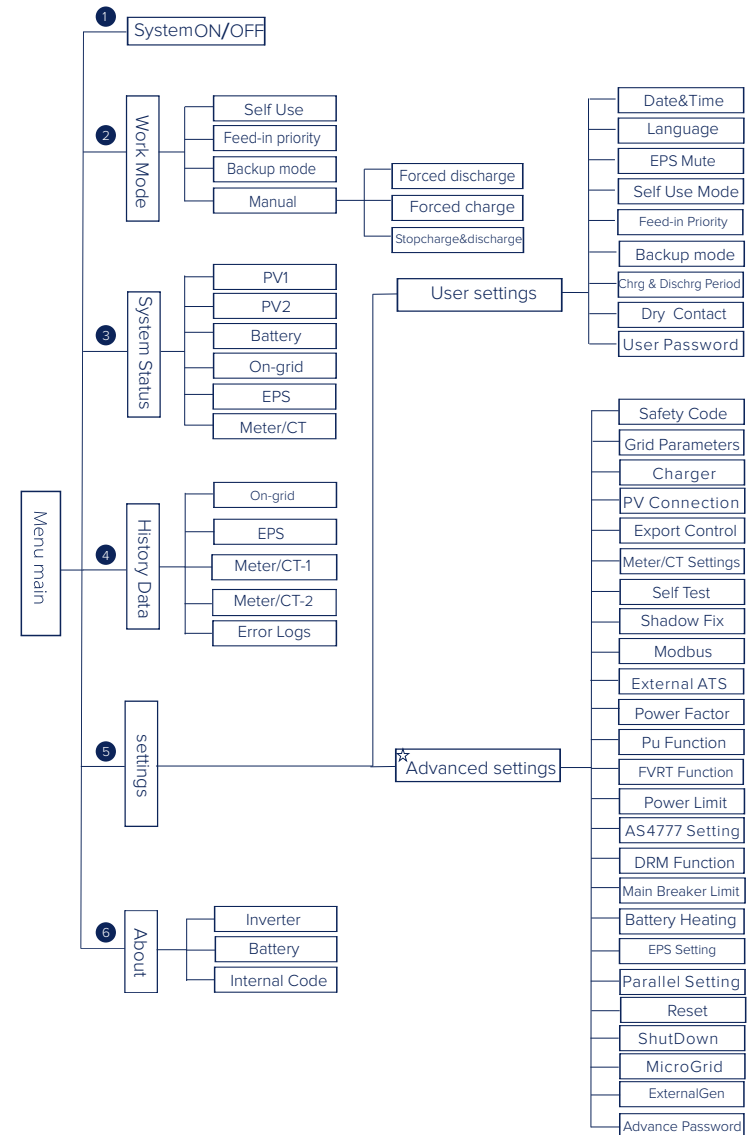 Menu main
1
SystemON/OFF
2
Work Mode
Self Use
Feed-in priority
Backup mode
Manual
Forced discharge
Forced charge
Stopcharge&discharge
3
System Status
PV1
PV2
Battery
On-grid
EPS
Meter/CT
4
History Data
On-grid
EPS
Meter/CT-1
Meter/CT-2
Error Logs
5
settings
User settings
Date&Time
Language
EPS Mute
Self Use Mode
Feed-in Priority
Backup mode
Chrg & Dischrg Period
Dry Contact
User Password
Advanced settings
Safety Code
Grid Parameters
Charger
PV Connection
Export Control
Meter/CT Settings
Self Test
Shadow Fix
Modbus
External ATS
Power Factor
Pu Function
FVRT Function
Power Limit
AS4777 Setting
DRM Function
Main Breaker Limit
Battery Heating
EPS Setting
Parallel Setting
Reset
ShutDown
MicroGrid
ExternalGen
Advance Password
6
About
Inverter
Battery
Internal Code